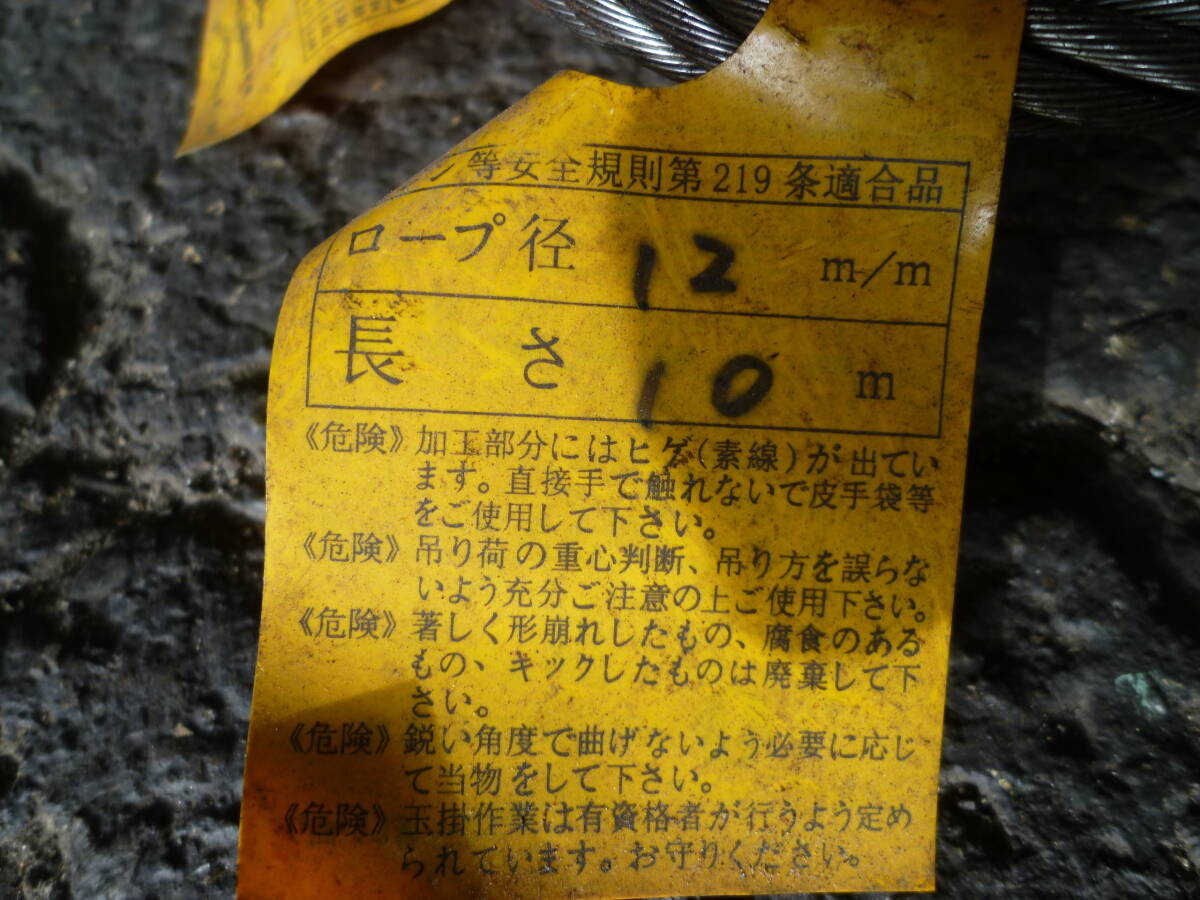 ン等安全規則第219条適合品
ロープ径 12 m/m
長さ 10 m
《危険》加工部分にはヒゲ(素線)が出てい
ます。直接手で触れないで皮手袋等
をご使用して下さい。
《危険》吊り荷の重心判断、吊り方を誤らな
いよう充分ご注意の上ご使用下さい。
《危険》著しく形崩れしたもの、腐食のある
もの、キックしたものは廃棄して下
さい。
《危険》鋭い角度で曲げないよう必要に応じ
て当物をして下さい。
《危険》玉掛作業は有資格者が行うよう定め
られています。お守りください。